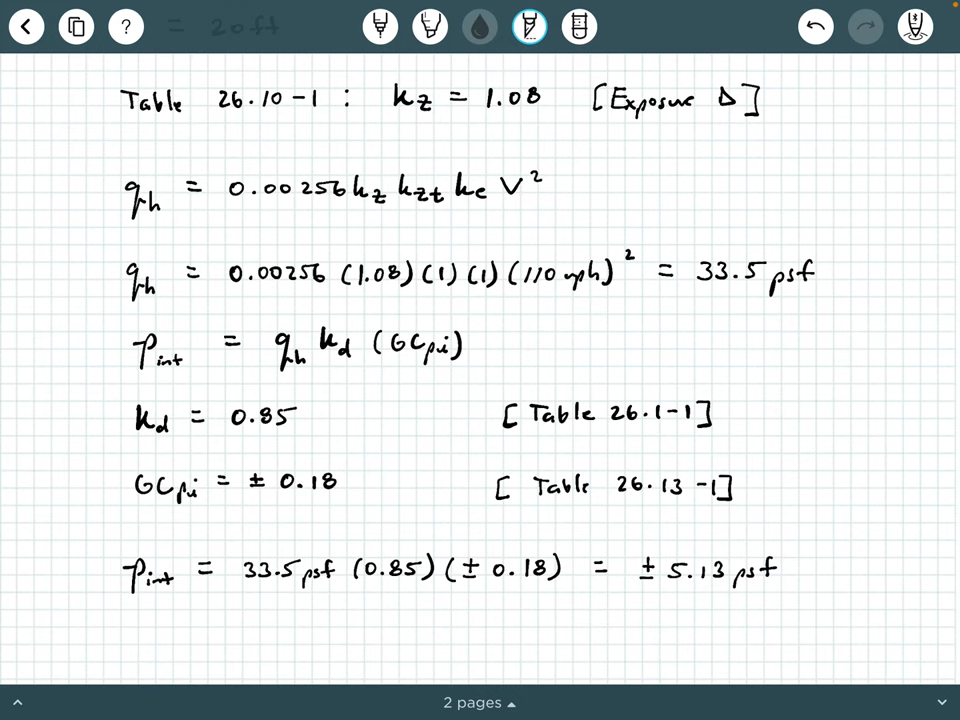 = 20ft
?
Table 26.10-1 : kz = 1.08 [Exposure D]
qh = 0.00256 kz kzt ke V²
qh = 0.00256 (1.08) (1) (1) (110 mph)² = 33.5 psf
Pint = qh kd (GCpi)
kd = 0.85 [Table 26.1-1]
GCpi = ± 0.18 [Table 26.13-1]
Pint = 33.5 psf (0.85) (± 0.18) = ± 5.13 psf
2 pages